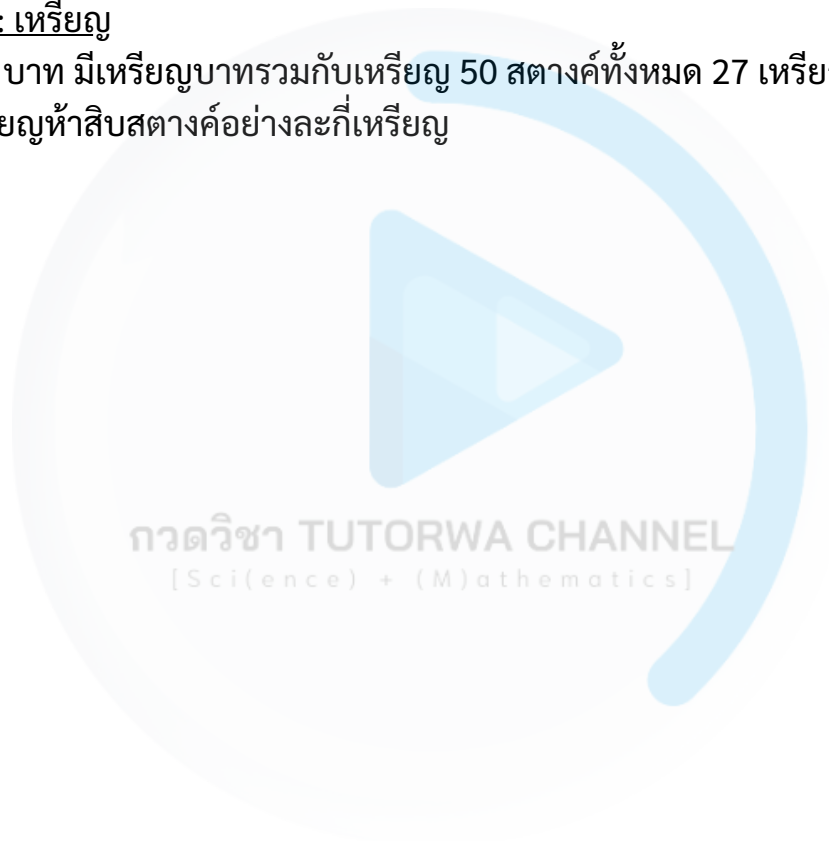 : เหรียญ
บาท มีเหรียญบาทรวมกับเหรียญ 50 สตางค์ทั้งหมด 27 เหรีย
ยญห้าสิบสตางค์อย่างละกี่เหรียญ
กวดวิชา TUTORWA CHANNEL
[Sci(ence) + (M)athematics]